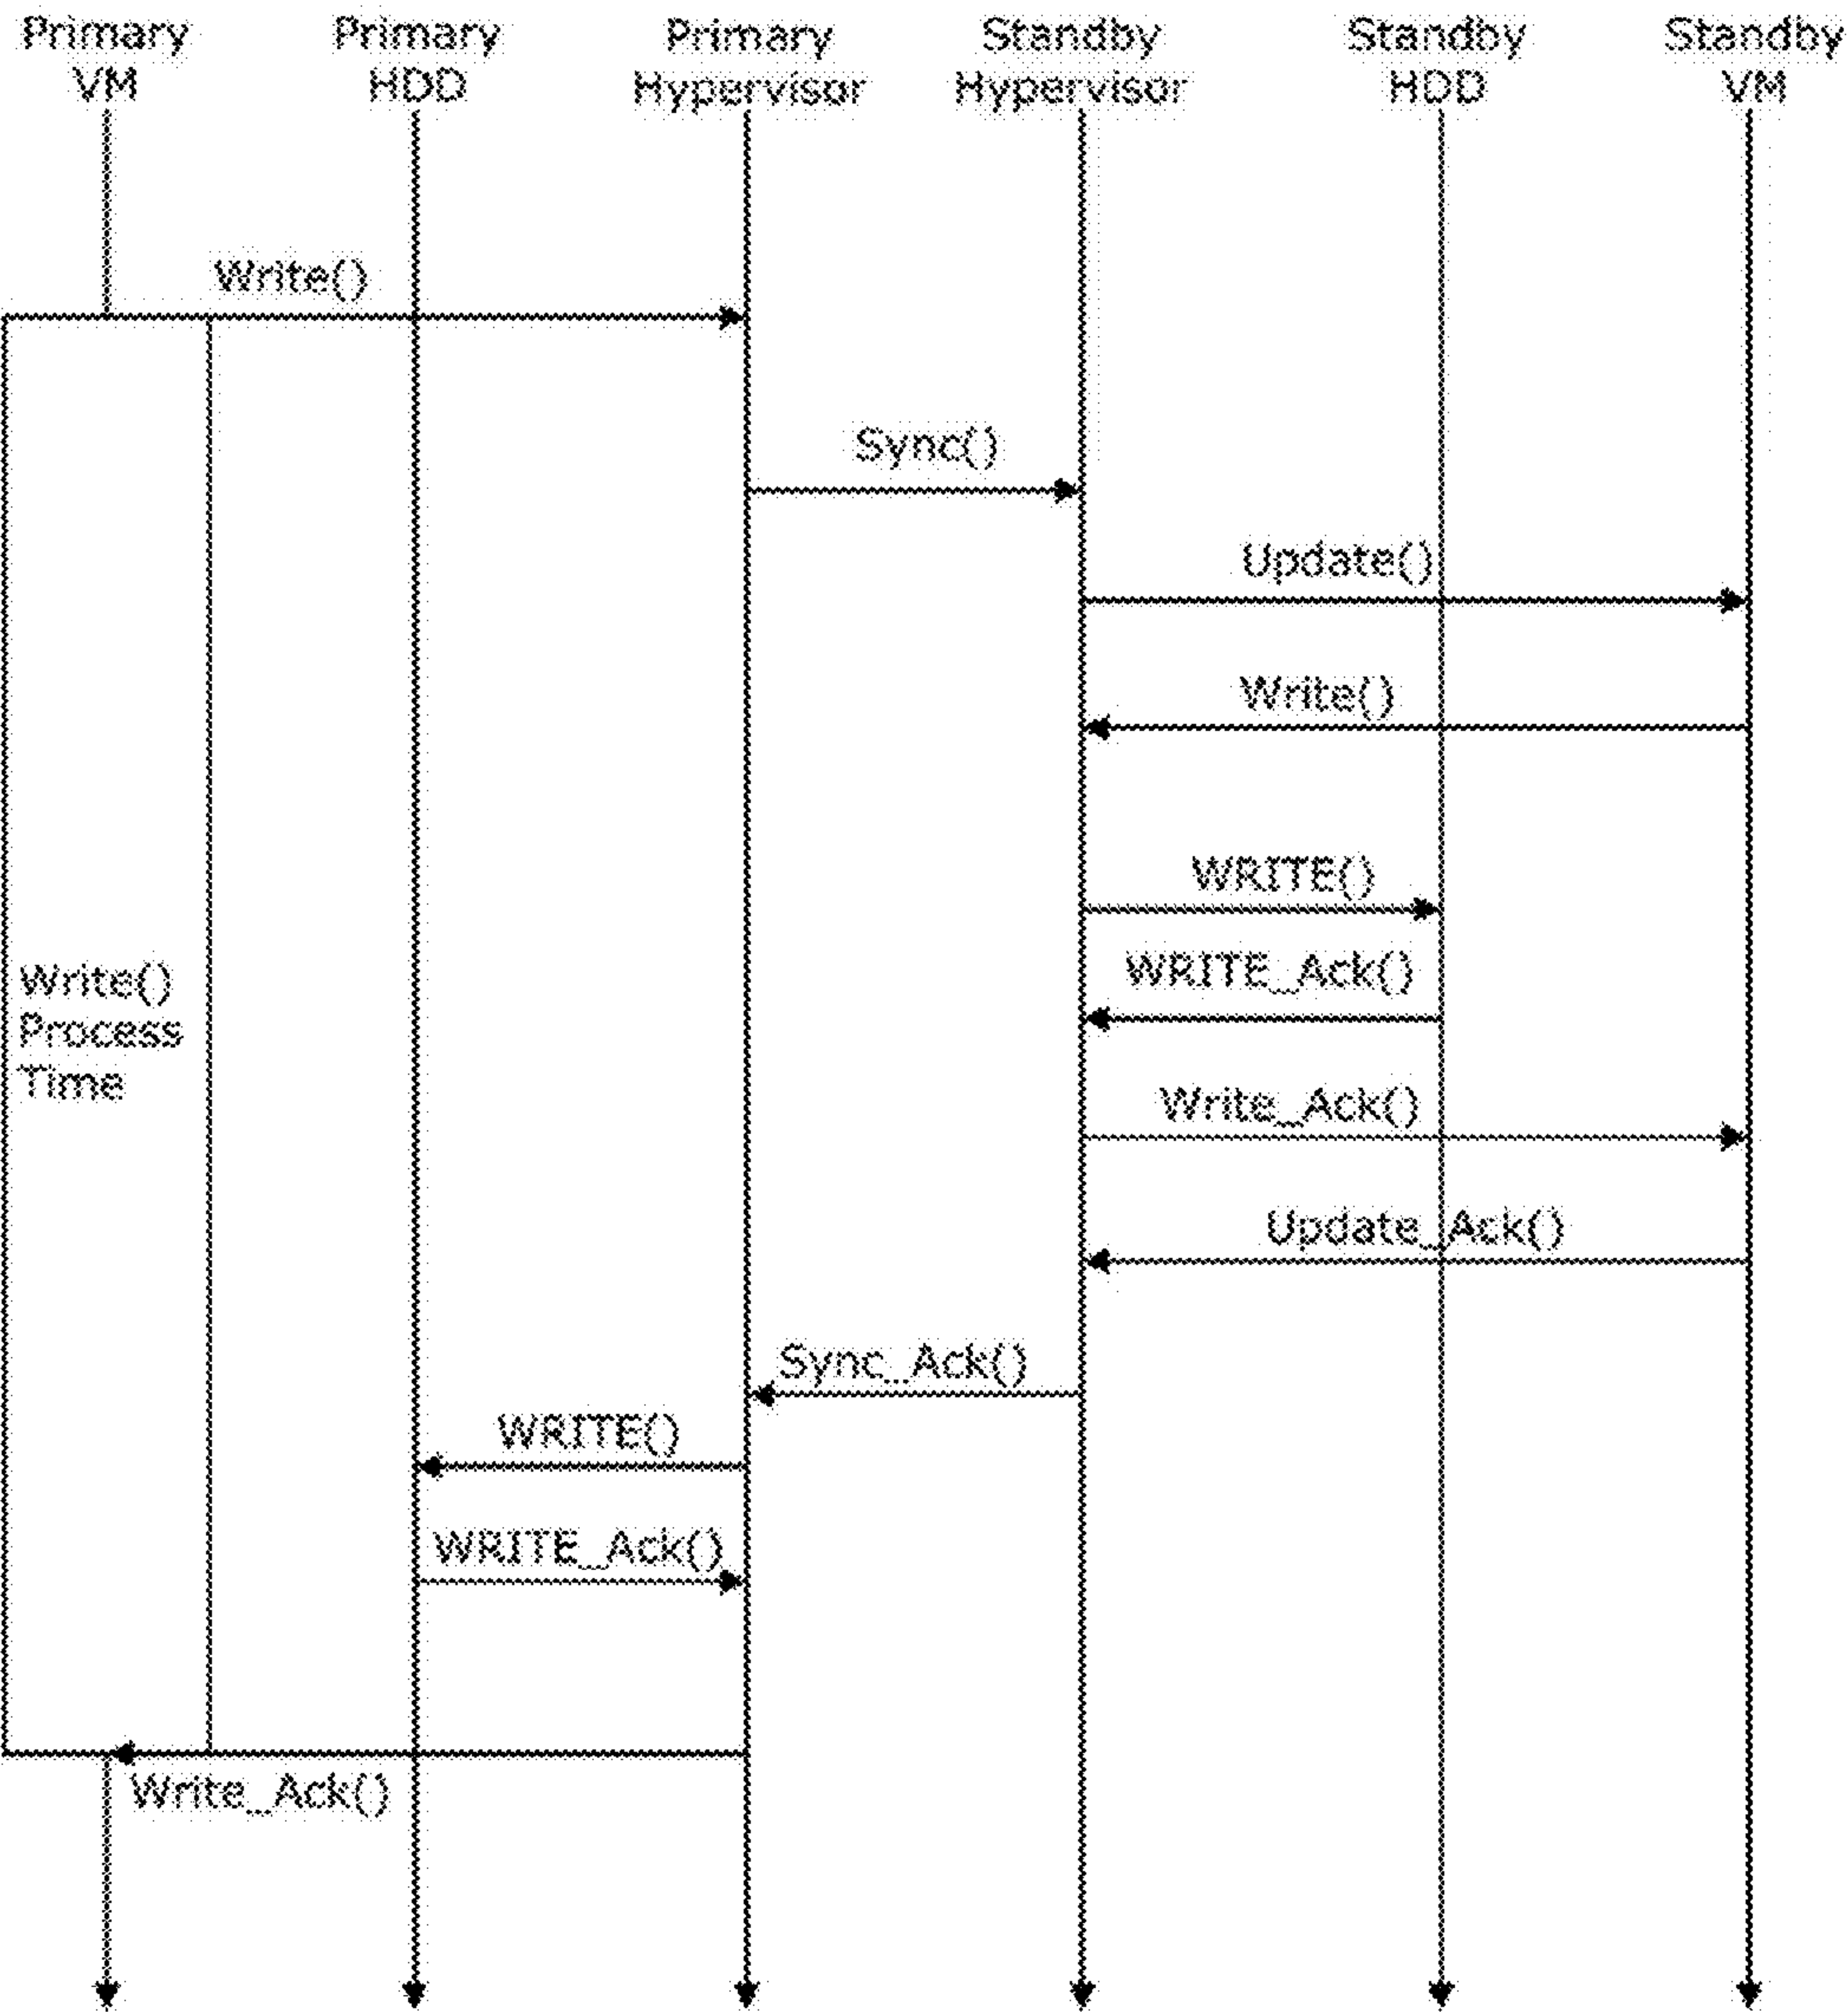 Primary
VM
Primary
HDD
Primary
Hypervisor
Standby
Hypervisor
Standby
HDD
Standby
VM
Write()
Sync()
Update()
Write()
WRITE()
WRITE_Ack()
Write()
Process
Time
Write_Ack()
Update_Ack()
Sync_Ack()
WRITE()
WRITE_Ack()
Write_Ack()